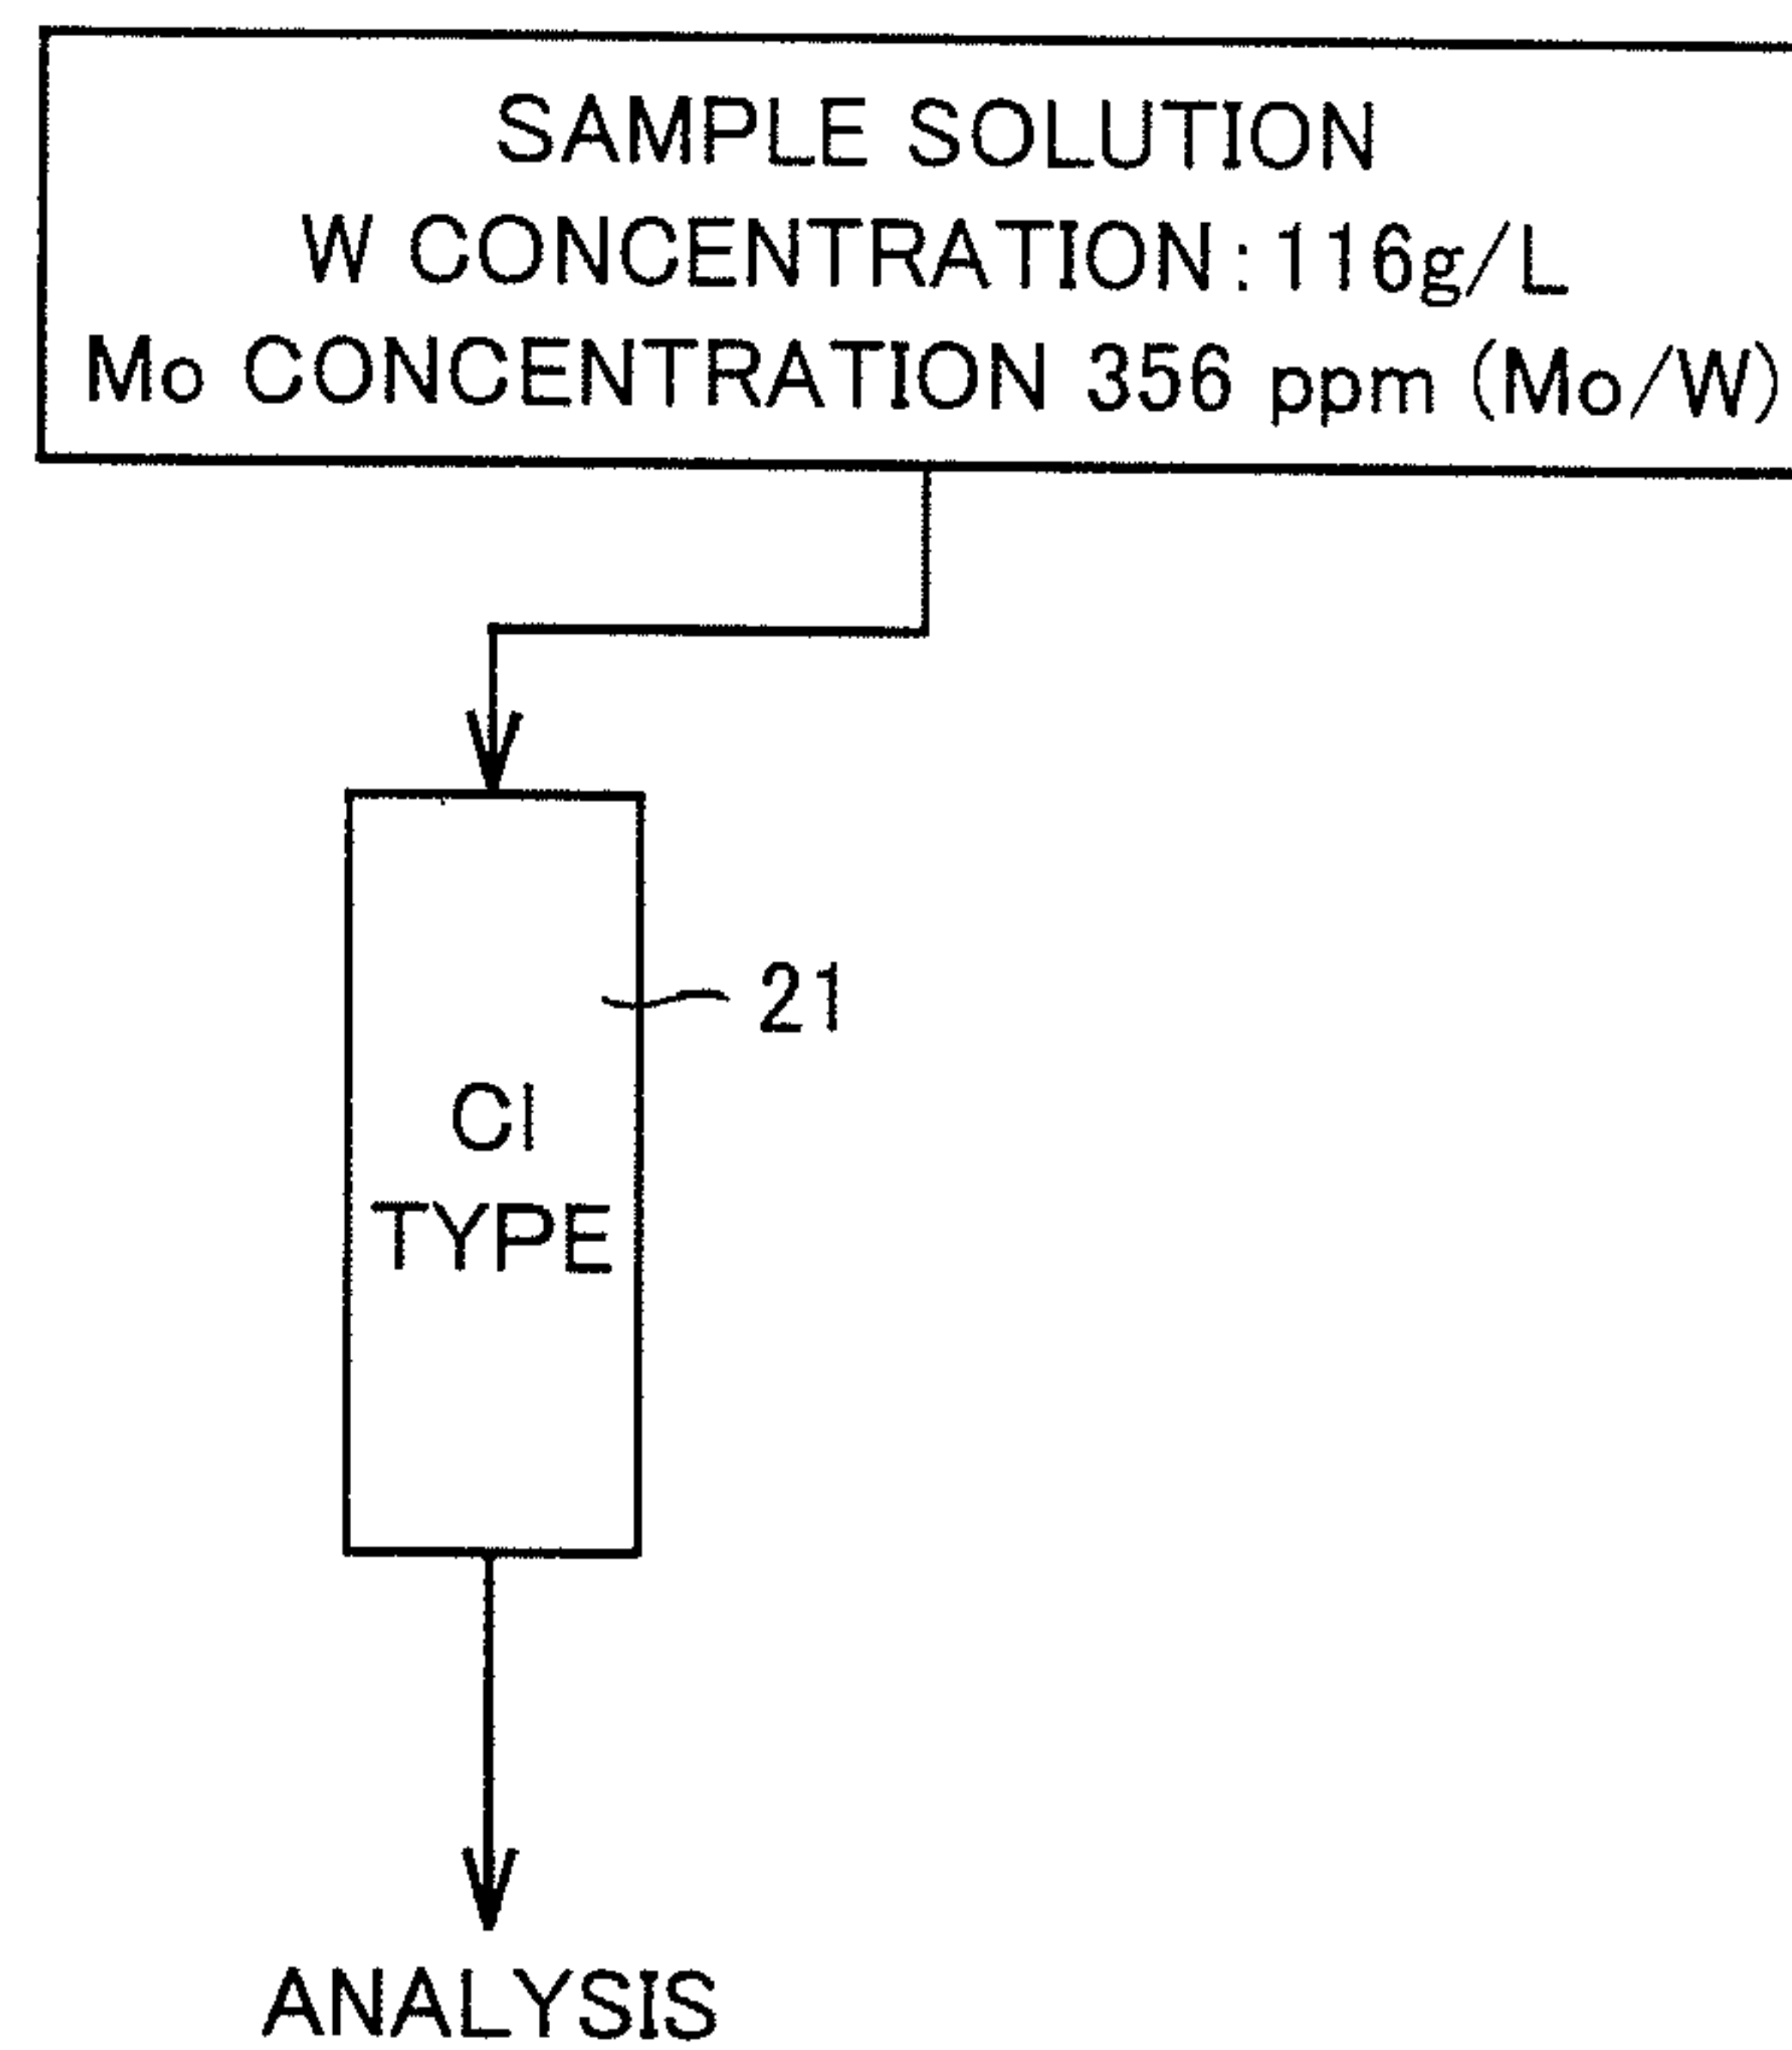 SAMPLE SOLUTION
W CONCENTRATION:116g/L
Mo CONCENTRATION 356 ppm (Mo/W)
21
Cl
TYPE
ANALYSIS